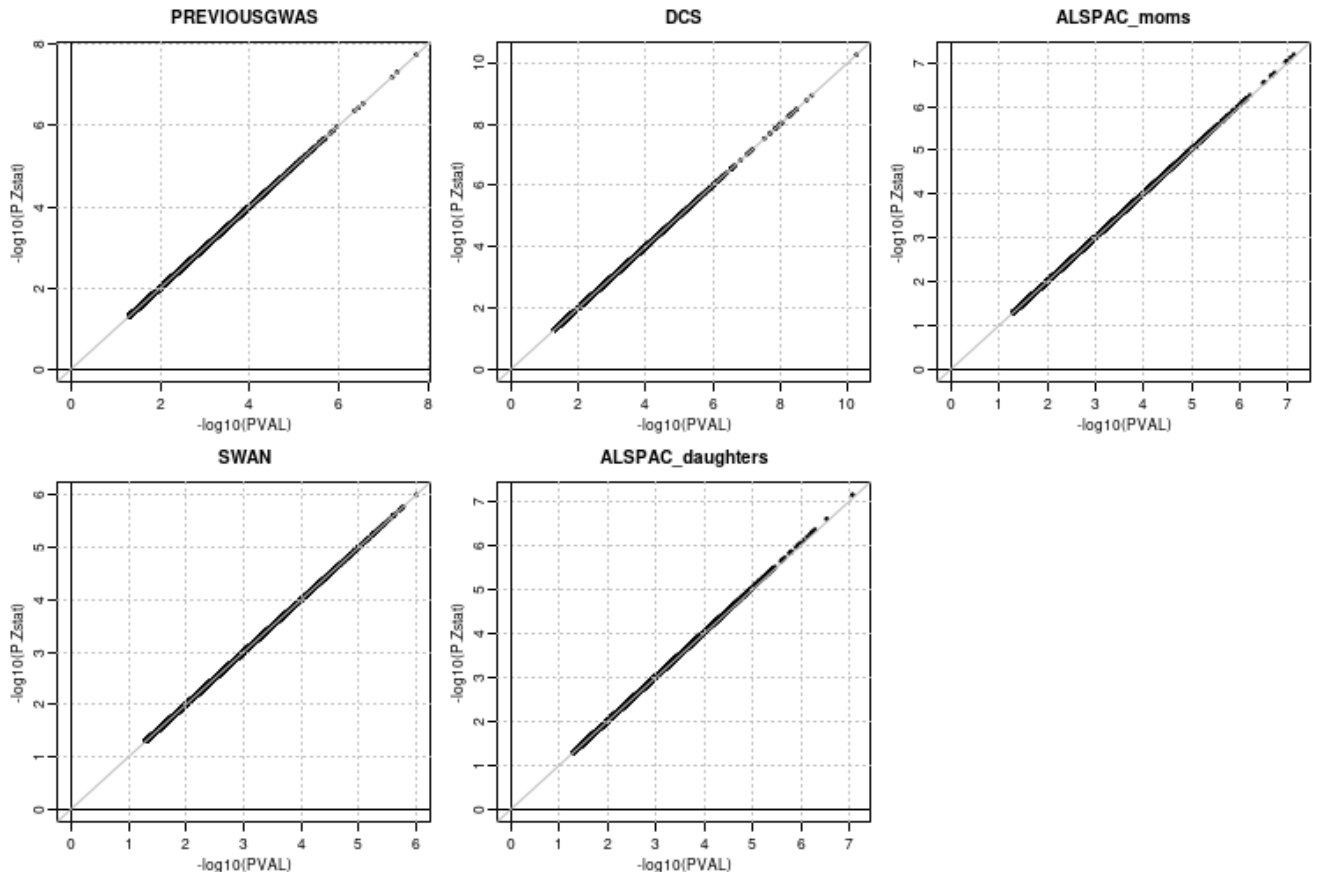 PREVIOUSGWAS
8
6
4
2
0
-log10(P.Zstat)
0 2 4 6 8
-log10(PVAL)
DCS
10
8
6
4
2
0
-log10(P.Zstat)
0 2 4 6 8 10
-log10(PVAL)
ALSPAC_moms
7
6
5
4
3
2
1
0
-log10(P.Zstat)
0 1 2 3 4 5 6 7
-log10(PVAL)
SWAN
6
5
4
3
2
1
0
-log10(P.Zstat)
0 1 2 3 4 5 6
-log10(PVAL)
ALSPAC_daughters
7
6
5
4
3
2
1
0
-log10(P.Zstat)
0 1 2 3 4 5 6 7
-log10(PVAL)